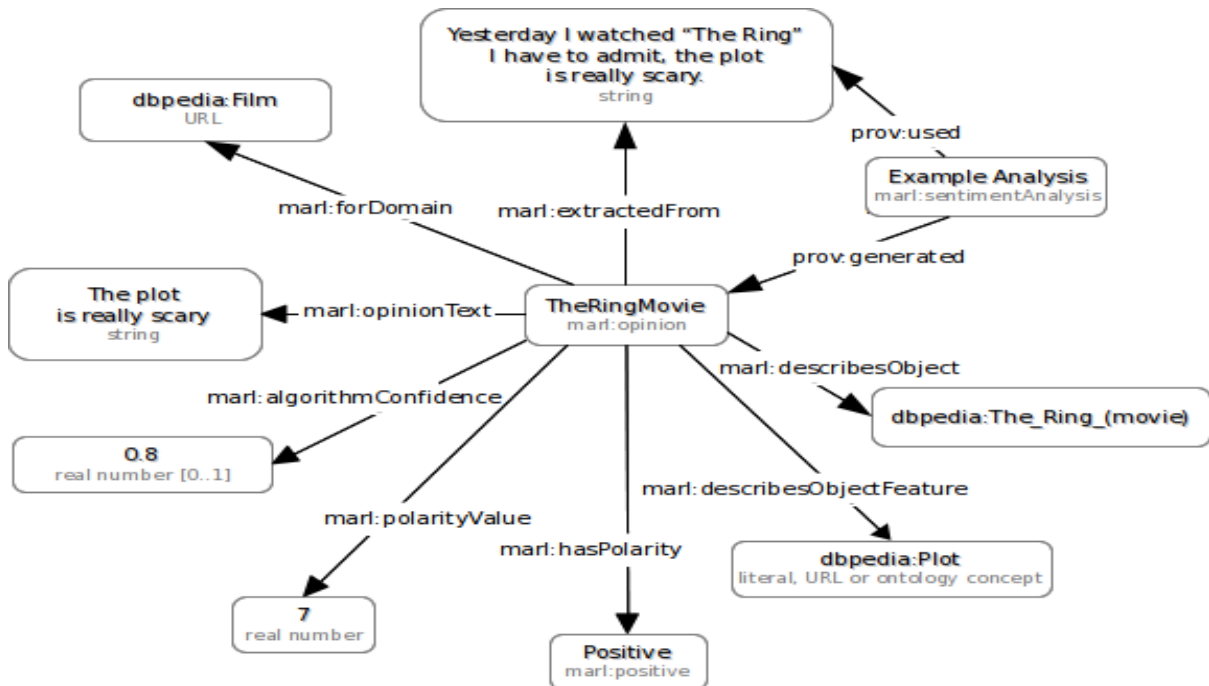 Yesterday I watched “The Ring”
I have to admit, the plot
is really scary.
string
dbpedia:Film
URL
prov:used
Example Analysis
marl:sentimentAnalysis
marl:forDomain
marl:extractedFrom
prov:generated
The plot
is really scary
string
marl:opinionText
TheRingMovie
marl:opinion
marl:describesObject
marl:algorithmConfidence
dbpedia:The_Ring_(movie)
0.8
real number [0..1]
marl:describesObjectFeature
marl:polarityValue
marl:hasPolarity
dbpedia:Plot
literal, URL or ontology concept
7
real number
Positive
marl:positive